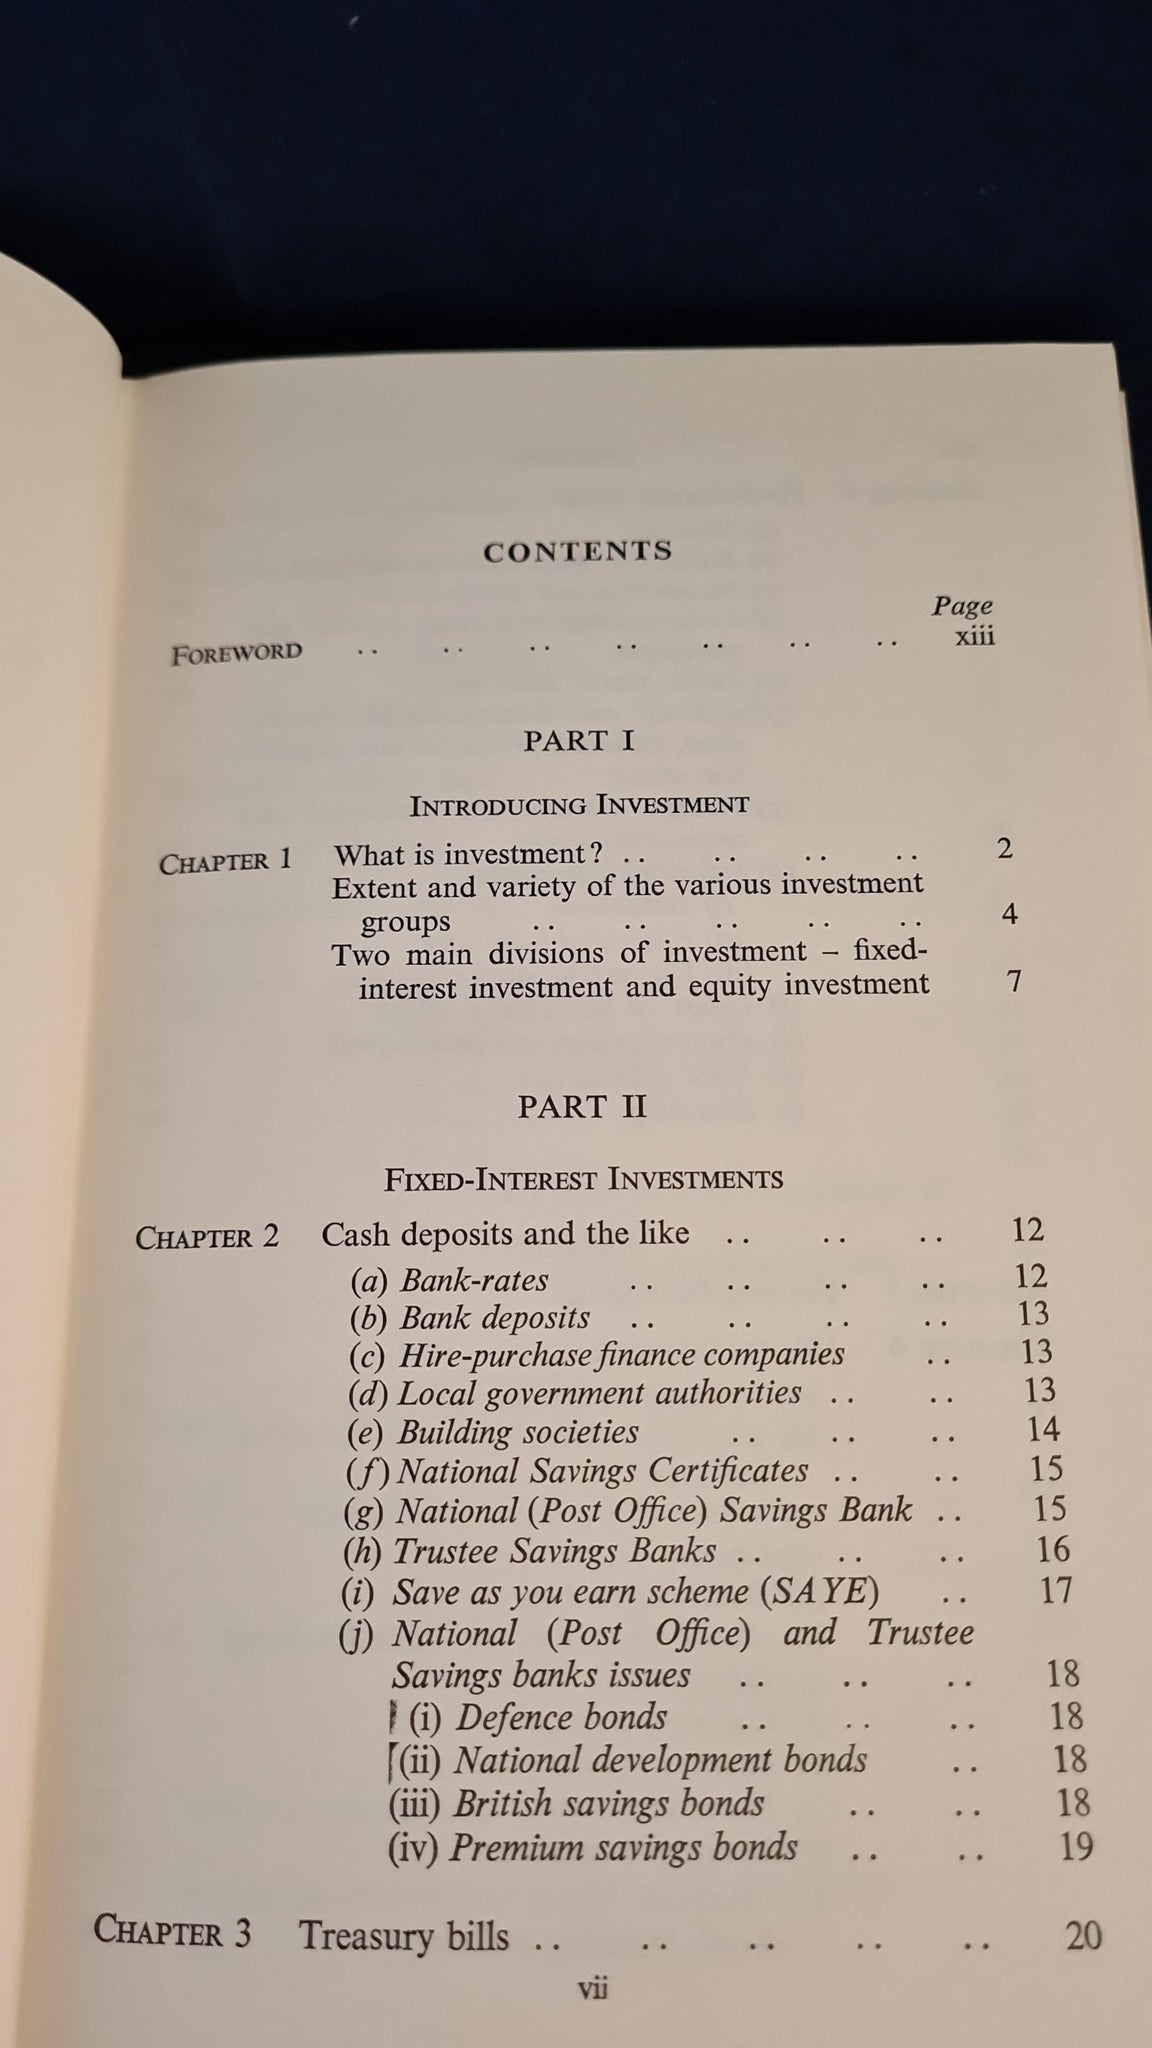 CONTENTS
Page
FOREWORD .. .. .. .. .. .. .. xiii
PART I
INTRODUCING INVESTMENT
CHAPTER 1 What is investment? .. .. .. .. 2
Extent and variety of the various investment
groups .. .. .. .. .. 4
Two main divisions of investment – fixed-
interest investment and equity investment 7
PART II
FIXED-INTEREST INVESTMENTS
CHAPTER 2 Cash deposits and the like .. .. .. 12
(a) Bank-rates .. .. .. .. 12
(b) Bank deposits .. .. .. .. 13
(c) Hire-purchase finance companies .. 13
(d) Local government authorities .. .. 13
(e) Building societies .. .. .. 14
(f) National Savings Certificates .. .. 15
(g) National (Post Office) Savings Bank .. 15
(h) Trustee Savings Banks .. .. .. 16
(i) Save as you earn scheme (SAYE) .. 17
(j) National (Post Office) and Trustee
Savings banks issues .. .. .. 18
(i) Defence bonds .. .. .. 18
(ii) National development bonds .. 18
(iii) British savings bonds .. .. 18
(iv) Premium savings bonds .. .. 19
CHAPTER 3 Treasury bills .. .. .. .. .. 20
vii